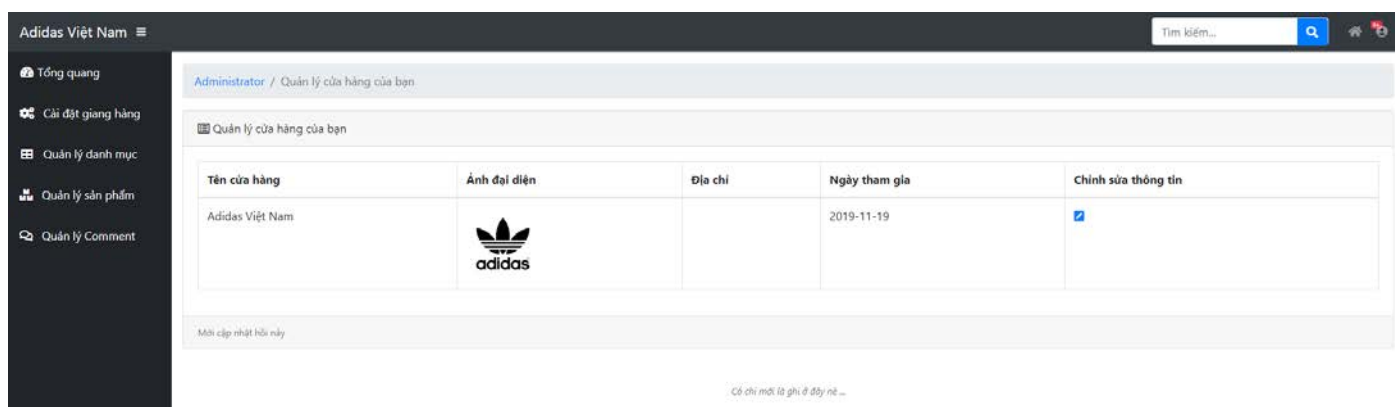 Adidas Việt Nam
Tìm kiếm...
Tổng quang
Cài đặt giang hàng
Quản lý danh mục
Quản lý sản phẩm
Quản lý Comment
Administrator / Quản lý cửa hàng của bạn
Quản lý cửa hàng của bạn
Tên cửa hàng Ảnh đại diện Địa chỉ Ngày tham gia Chỉnh sửa thông tin
Adidas Việt Nam 2019-11-19
adidas
Mới cập nhật hồi nãy
Có chi mới là ghi ở đây nè ...